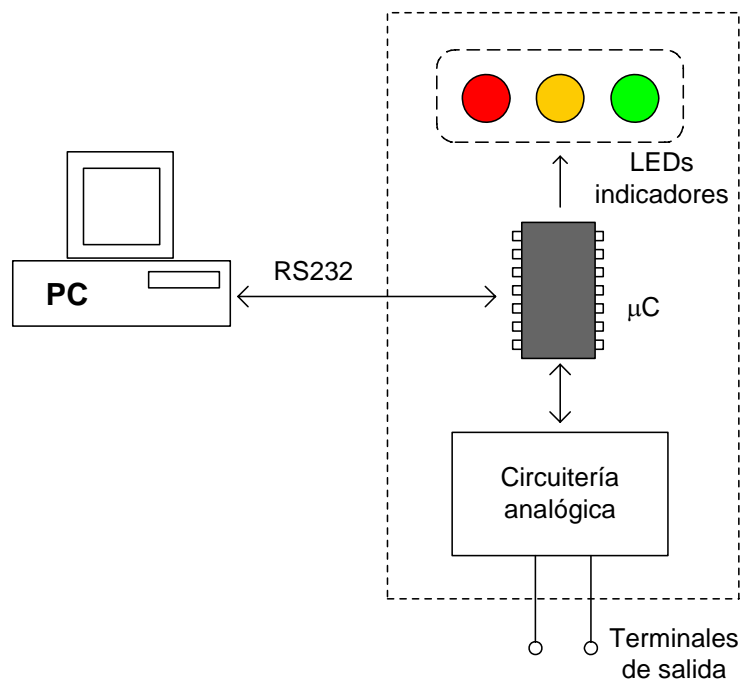 LEDs
indicadores
RS232
PC
μC
Circuitería
analógica
Terminales
de salida